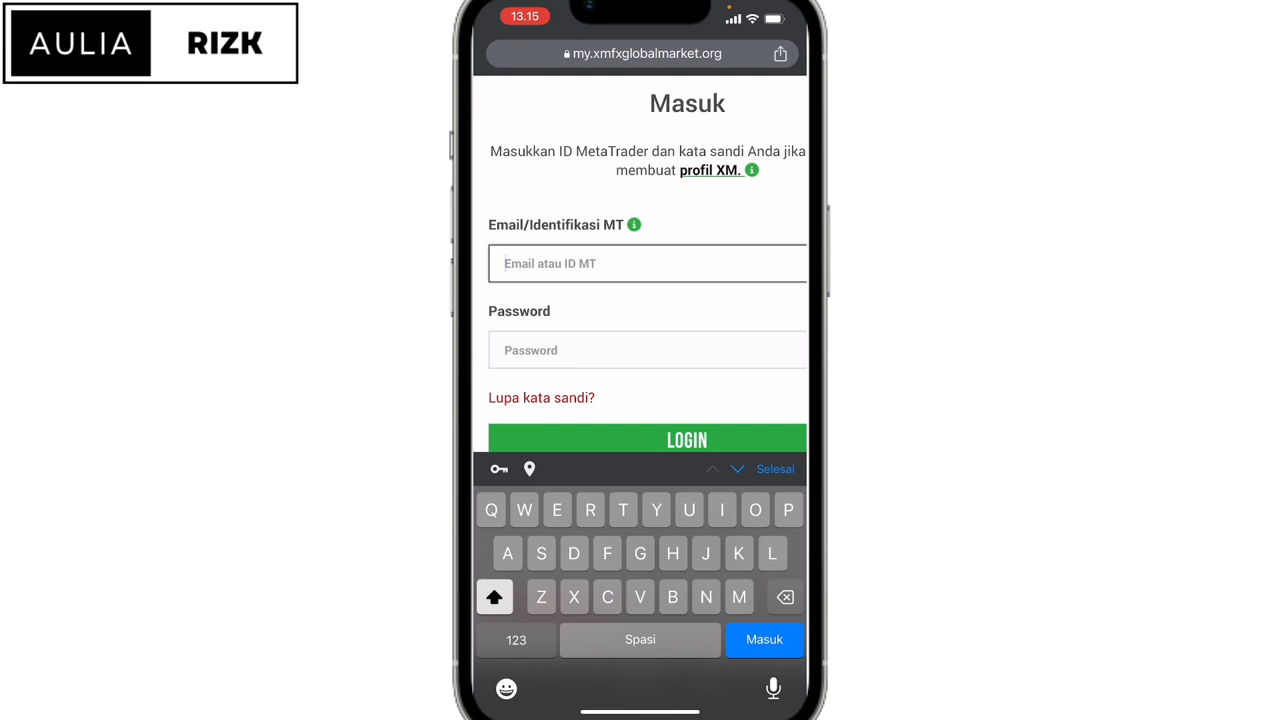 AULIA RIZK
13.15
my.xmfxglobalmarket.org
Masuk
Masukkan ID MetaTrader dan kata sandi Anda jika
membuat profil XM.
Email/Identifikasi MT
Email atau ID MT
Password
Password
Lupa kata sandi?
LOGIN
Selesai
Q W E R T Y U I O P
A S D F G H J K L
Z X C V B N M
123 Spasi Masuk